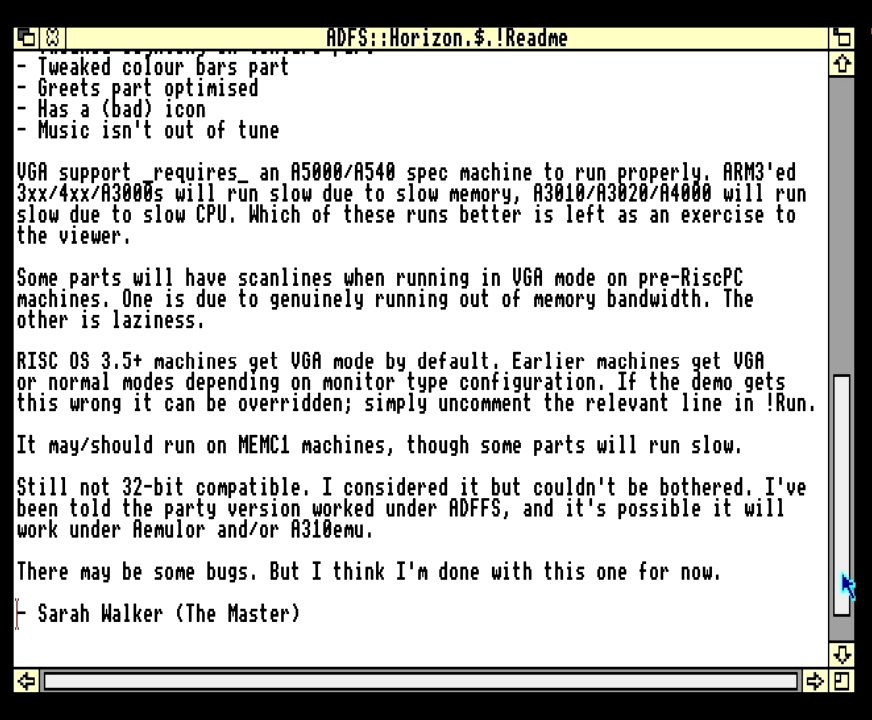 ADFS::Horizon.$.!Readme
- Tweaked colour bars part
- Greets part optimised
- Has a (bad) icon
- Music isn't out of tune
VGA support _requires_ an A5000/A540 spec machine to run properly. ARM3'ed
3xx/4xx/A3000s will run slow due to slow memory, A3010/A3020/A4000 will run
slow due to slow CPU. Which of these runs better is left as an exercise to
the viewer.
Some parts will have scanlines when running in VGA mode on pre-RiscPC
machines. One is due to genuinely running out of memory bandwidth. The
other is laziness.
RISC OS 3.5+ machines get VGA mode by default. Earlier machines get VGA
or normal modes depending on monitor type configuration. If the demo gets
this wrong it can be overridden; simply uncomment the relevant line in !Run.
It may/should run on MEMC1 machines, though some parts will run slow.
Still not 32-bit compatible. I considered it but couldn't be bothered. I've
been told the party version worked under ADFFS, and it's possible it will
work under Aemulor and/or A310emu.
There may be some bugs. But I think I'm done with this one for now.
- Sarah Walker (The Master)